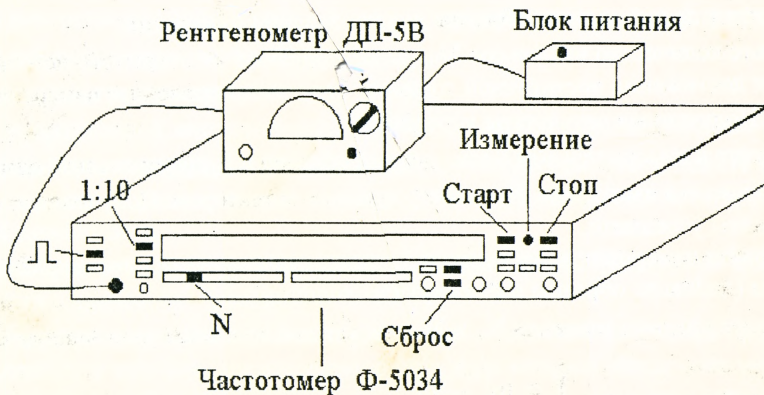 Рентгенометр ДП-5В
Блок питания
Измерение
1:10
Старт
Стоп
N
Сброс
Частотомер Ф-5034